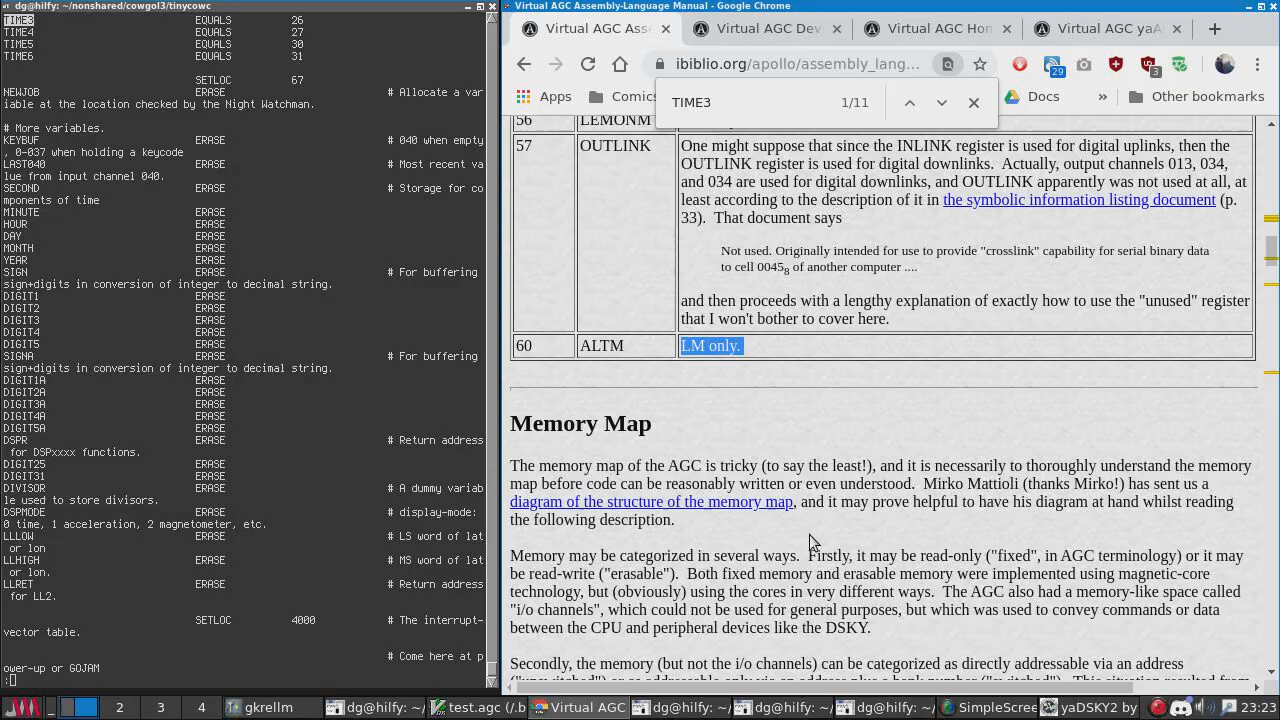 dg@hilfy: ~/nonshared/cowgol3/tinycowc
TIME3 EQUALS 26
TIME4 EQUALS 27
TIME5 EQUALS 30
TIME6 EQUALS 31
SETLOC 67
NEWJOB ERASE # Allocate a var
iable at the location checked by the Night Watchman.
# More variables.
KEYBUF ERASE # 040 when empty
, 0-037 when holding a keycode
LAST040 ERASE # Most recent va
lue from input channel 040.
SECOND ERASE # Storage for co
mponents of time
MINUTE ERASE
HOUR ERASE
DAY ERASE
MONTH ERASE
YEAR ERASE
SIGN ERASE # For buffering
sign+digits in conversion of integer to decimal string.
DIGIT1 ERASE
DIGIT2 ERASE
DIGIT3 ERASE
DIGIT4 ERASE
DIGIT5 ERASE
SIGNA ERASE # For buffering
sign+digits in conversion of integer to decimal string.
DIGIT1A ERASE
DIGIT2A ERASE
DIGIT3A ERASE
DIGIT4A ERASE
DIGIT5A ERASE
DSPR ERASE # Return address
for DSPxxxx functions.
DIGIT25 ERASE
DIGIT31 ERASE
DIVISOR ERASE # A dummy variab
le used to store divisors.
DSPMODE ERASE # display-mode:
0 time, 1 acceleration, 2 magnetometer, etc.
LLLOW ERASE # LS word of lat
or lon
LLHIGH ERASE # MS word of lat
or lon.
LLRET ERASE # Return address
for LL2.
SETLOC 4000 # The interrupt-
vector table.
# Come here at p
ower-up or GOJAM
:
Virtual AGC Assembly-Language Manual - Google Chrome
Virtual AGC Asse
Virtual AGC Dev
Virtual AGC Hon
Virtual AGC yaA
ibiblio.org/apollo/assembly_lang...
29
3
Apps
Comics
Docs
»
Other bookmarks
TIME3 1/11
56 LEMONM
57 OUTLINK One might suppose that since the INLINK register is used for digital uplinks, then the
OUTLINK register is used for digital downlinks. Actually, output channels 013, 034,
and 034 are used for digital downlinks, and OUTLINK apparently was not used at all, at
least according to the description of it in the symbolic information listing document (p.
33). That document says
Not used. Originally intended for use to provide "crosslink" capability for serial binary data
to cell 00458 of another computer ....
and then proceeds with a lengthy explanation of exactly how to use the "unused" register
that I won't bother to cover here.
60 ALTM LM only.
Memory Map
The memory map of the AGC is tricky (to say the least!), and it is necessarily to thoroughly understand the memory
map before code can be reasonably written or even understood. Mirko Mattioli (thanks Mirko!) has sent us a
diagram of the structure of the memory map, and it may prove helpful to have his diagram at hand whilst reading
the following description.
Memory may be categorized in several ways. Firstly, it may be read-only ("fixed", in AGC terminology) or it may
be read-write ("erasable"). Both fixed memory and erasable memory were implemented using magnetic-core
technology, but (obviously) using the cores in very different ways. The AGC also had a memory-like space called
"i/o channels", which could not be used for general purposes, but which was used to convey commands or data
between the CPU and peripheral devices like the DSKY.
Secondly, the memory (but not the i/o channels) can be categorized as directly addressable via an address
2 3 4 gkrellm dg@hilfy: ~/ test.agc (/.b Virtual AGC dg@hilfy: ~/ dg@hilfy: ~/ dg@hilfy: ~/ SimpleScree yaDSKY2 b 23:23